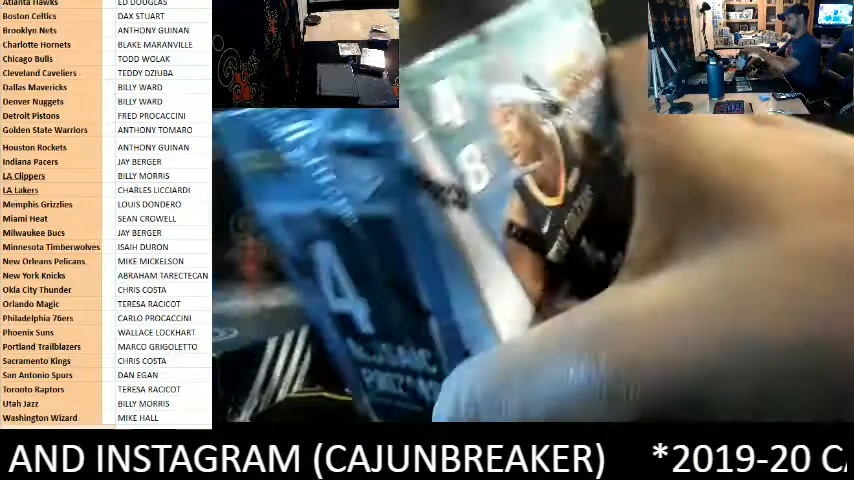 Atlanta Hawks ED DOUGLAS
Boston Celtics DAX STUART
Brooklyn Nets ANTHONY GUINAN
Charlotte Hornets BLAKE MARANVILLE
Chicago Bulls TODD WOLAK
Cleveland Caveliers TEDDY DZIUBA
Dallas Mavericks BILLY WARD
Denver Nuggets BILLY WARD
Detroit Pistons FRED PROCACCINI
Golden State Warriors ANTHONY TOMARO
Houston Rockets ANTHONY GUINAN
Indiana Pacers JAY BERGER
LA Clippers BILLY MORRIS
LA Lakers CHARLES LICCIARDI
Memphis Grizzlies LOUIS DONDERO
Miami Heat SEAN CROWELL
Milwaukee Bucs JAY BERGER
Minnesota Timberwolves ISAIH DURON
New Orleans Pelicans MIKE MICKELSON
New York Knicks ABRAHAM TARECTECAN
Okla City Thunder CHRIS COSTA
Orlando Magic TERESA RACICOT
Philadelphia 76ers CARLO PROCACCINI
Phoenix Suns WALLACE LOCKHART
Portland Trailblazers MARCO GRIGOLETTO
Sacramento Kings CHRIS COSTA
San Antonio Spurs DAN EGAN
Toronto Raptors TERESA RACICOT
Utah Jazz BILLY MORRIS
Washington Wizard MIKE HALL
4
8
4
AND INSTAGRAM (CAJUNBREAKER) *2019-20 CA